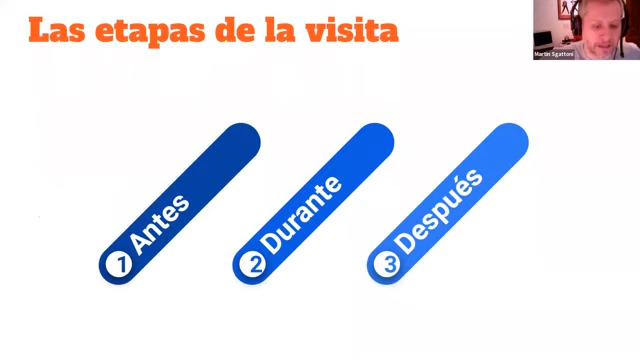 Las etapas de la visita
Martin Sgattoni
1 Antes
2 Durante
3 Después